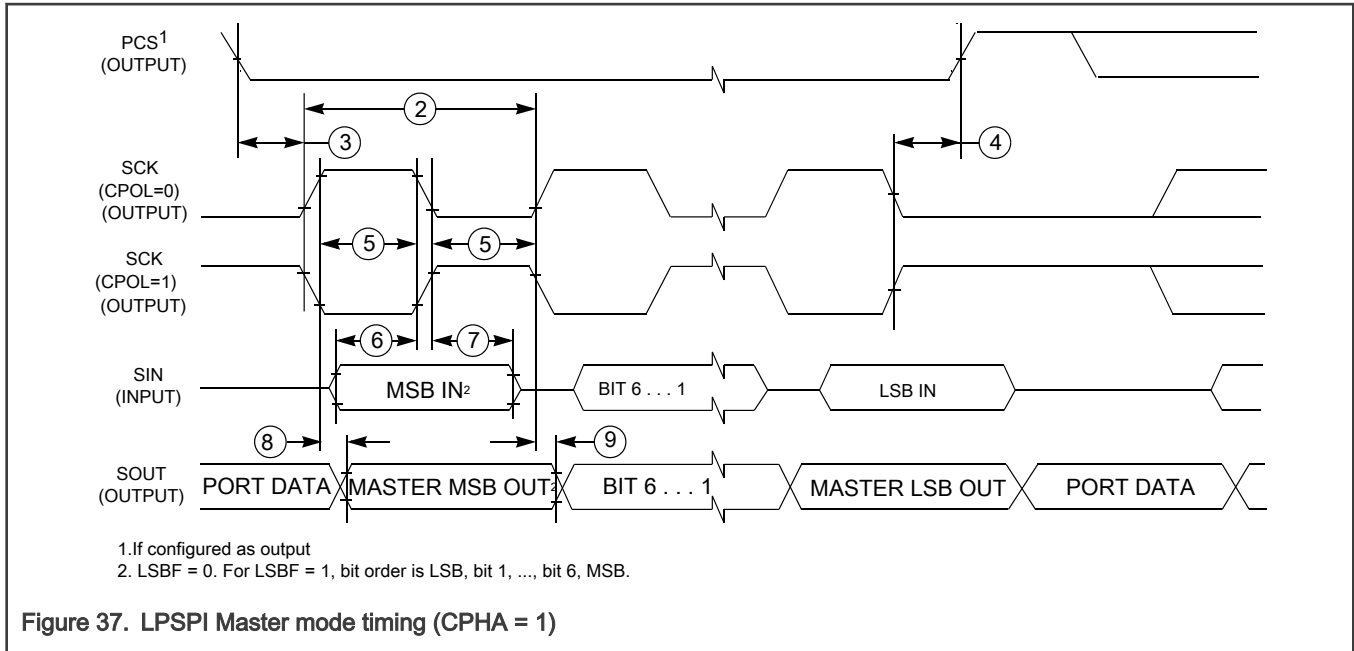 PCS1
(OUTPUT)
2
3
4
SCK
(CPOL=0)
(OUTPUT)
5
5
SCK
(CPOL=1)
(OUTPUT)
6
7
SIN
(INPUT)
MSB IN2
BIT 6 . . . 1
LSB IN
8
9
SOUT
(OUTPUT)
PORT DATA
MASTER MSB OUT2
BIT 6 . . . 1
MASTER LSB OUT
PORT DATA
1.If configured as output
2. LSBF = 0. For LSBF = 1, bit order is LSB, bit 1, ..., bit 6, MSB.
Figure 37. LPSPI Master mode timing (CPHA = 1)